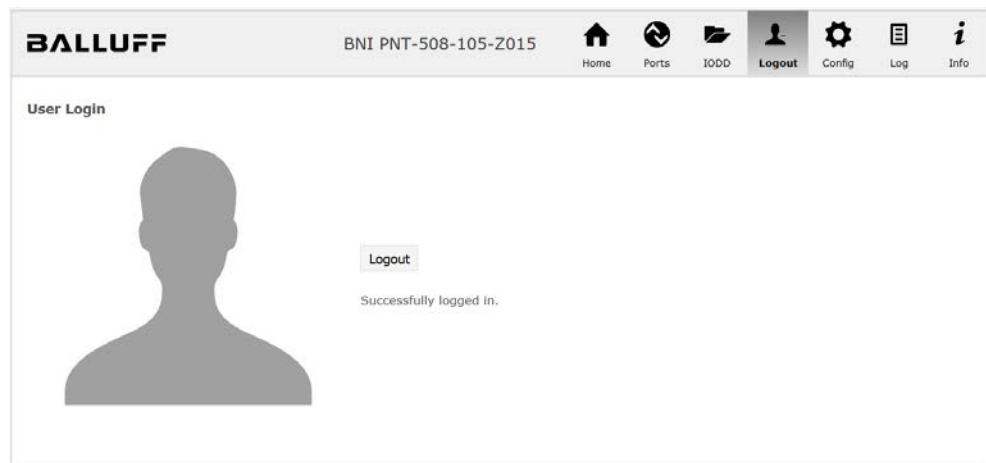 BALLUFF
BNI PNT-508-105-Z015
Home Ports IODD Logout Config Log Info
User Login
Logout
Successfully logged in.